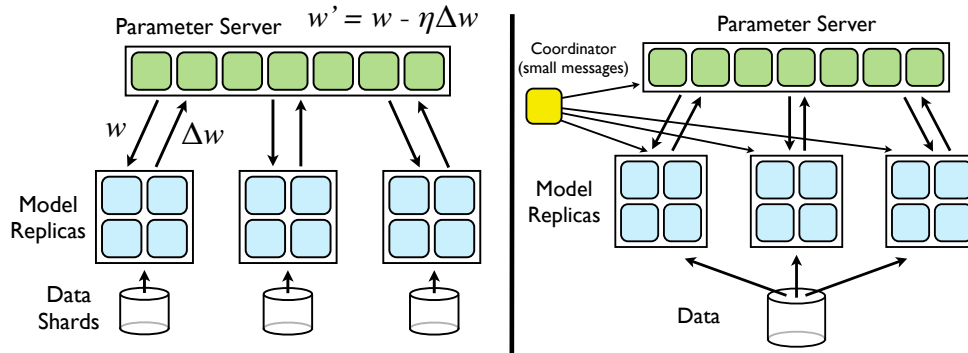 Parameter Server
w' = w - ηΔw
w
Δw
Model
Replicas
Data
Shards
Parameter Server
Coordinator
(small messages)
Model
Replicas
Data